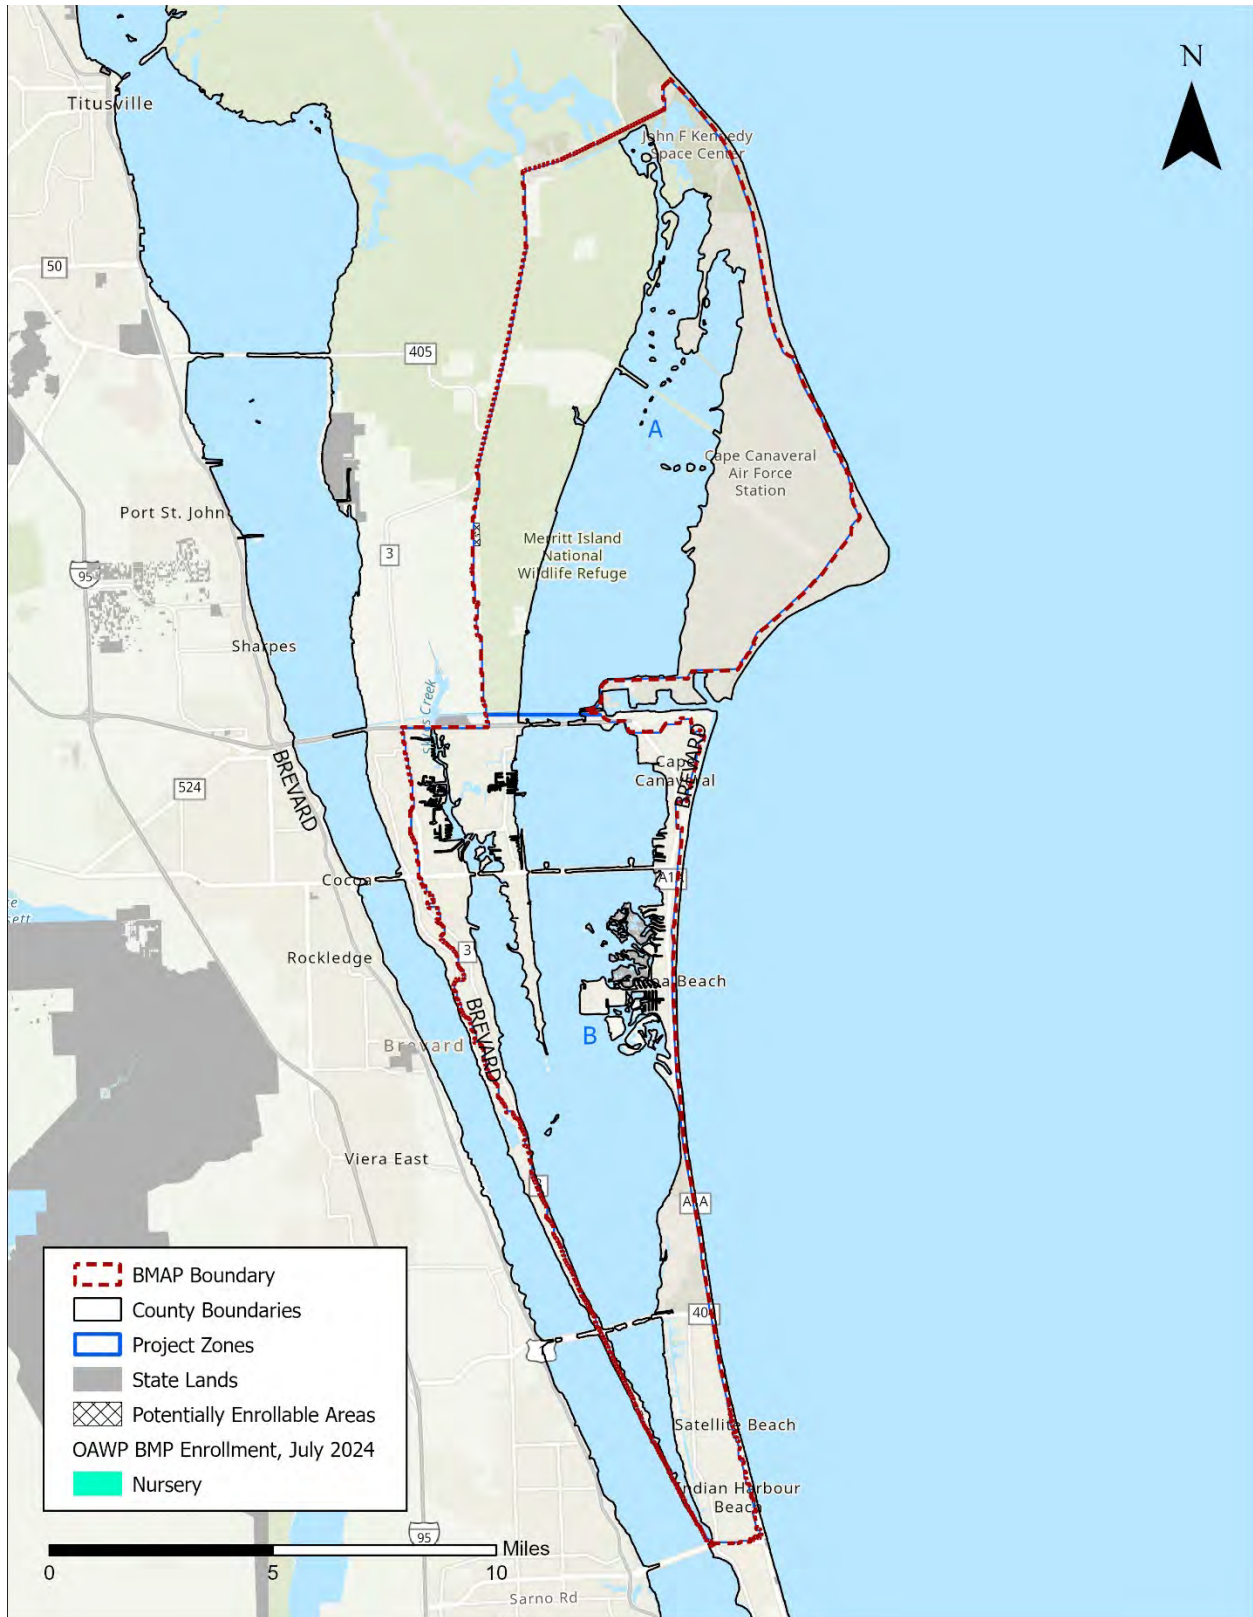 N
Titusville
John F Kennedy
Space Center
50
405
A
Cape Canaveral
Air Force
Station
Port St. John
Merritt Island
National
Wildlife Refuge
3
95
Sharpes
Sykes Creek
BREVARD
BREVARD
Cape
Canaveral
524
Cocoa
A1A
Rockledge
3
Cocoa Beach
BREVARD
B
Brevard
Viera East
3
A1A
404
BMAP Boundary
County Boundaries
Project Zones
State Lands
Potentially Enrollable Areas
OAWP BMP Enrollment, July 2024
Nursery
Satellite Beach
Indian Harbour
Beach
95
Miles
0
5
10
Sarno Rd